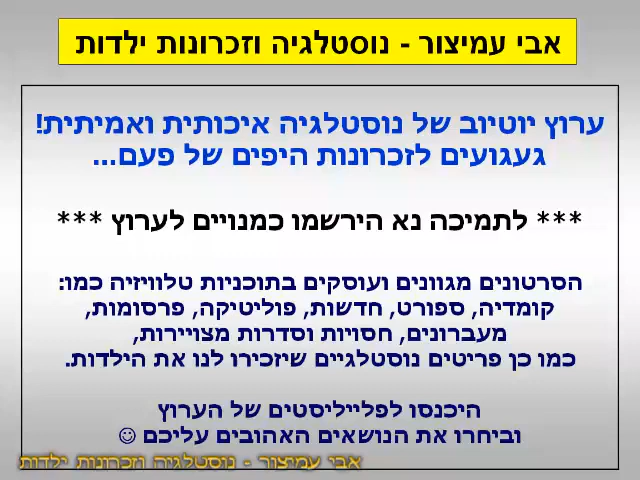 אבי עמיצור - נוסטלגיה וזכרונות ילדות
ערוץ יוטיוב של נוסטלגיה איכותית ואמיתית!
געגועים לזכרונות היפים של פעם...
*** לתמיכה נא הירשמו כמנויים לערוץ ***
הסרטונים מגוונים ועוסקים בתוכניות טלוויזיה כמו:
קומדיה, ספורט, חדשות, פוליטיקה, פרסומות,
מעברונים, חסויות וסדרות מצויירות,
כמו כן פריטים נוסטלגיים שיזכירו לנו את הילדות.
היכנסו לפלייליסטים של הערוץ
וביחרו את הנושאים האהובים עליכם ☺
אבי עמיצור - נוסטלגיה וזכרונות ילדות